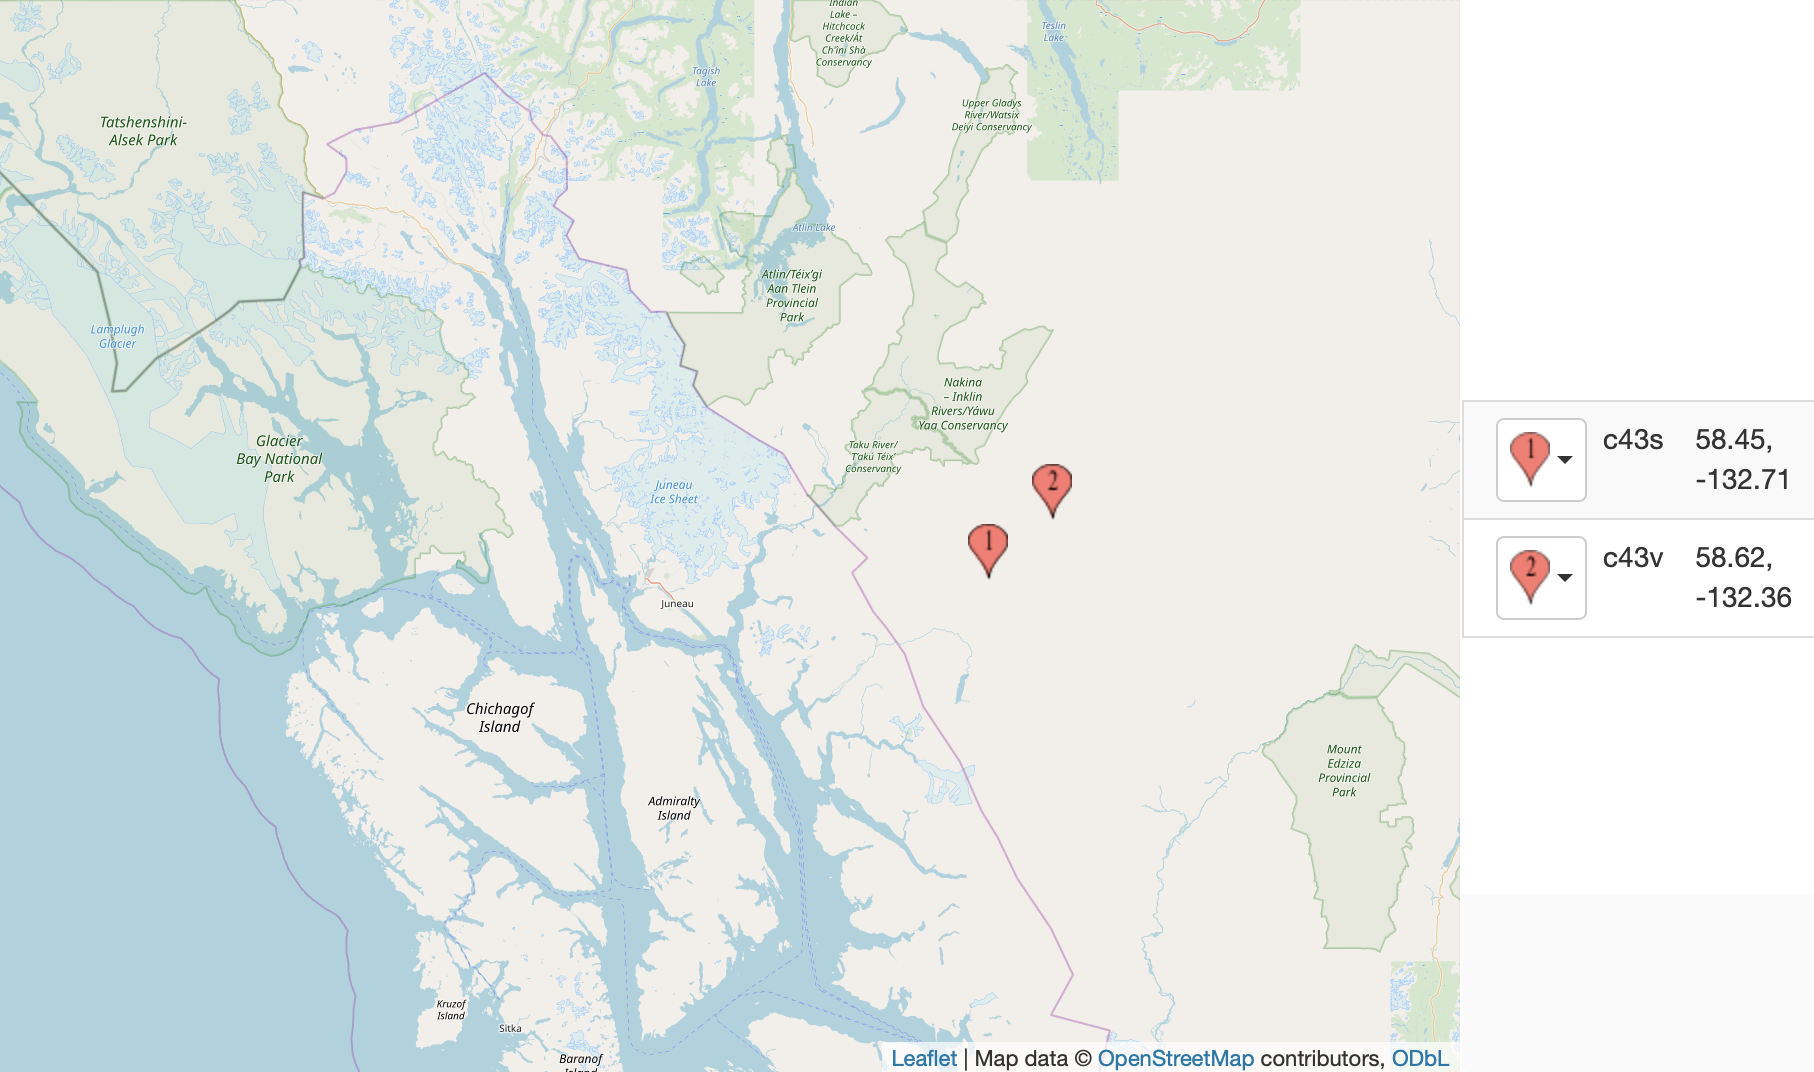 Indian
Lake –
Hitchcock
Creek/Át
Ch'îni Shà
Conservancy
Teslin
Lake
Tagish
Lake
Upper Gladys
River/Watsix
Deiyi Conservancy
Tatshenshini-
Alsek Park
Atlin Lake
Atlin/Téix'gi
Aan Tlein
Provincial
Park
Lamplugh
Glacier
Nakina
– Inklin
Rivers/Yáwu
Yaa Conservancy
Glacier
Bay National
Park
Taku River/
T'akú Téix'
Conservancy
Juneau
Ice Sheet
2
1
Juneau
Chichagof
Island
Mount
Edziza
Provincial
Park
Admiralty
Island
Kruzof
Island
Sitka
Baranof
Island
Leaflet | Map data © OpenStreetMap contributors, ODbL
1 c43s 58.45,
-132.71
2 c43v 58.62,
-132.36